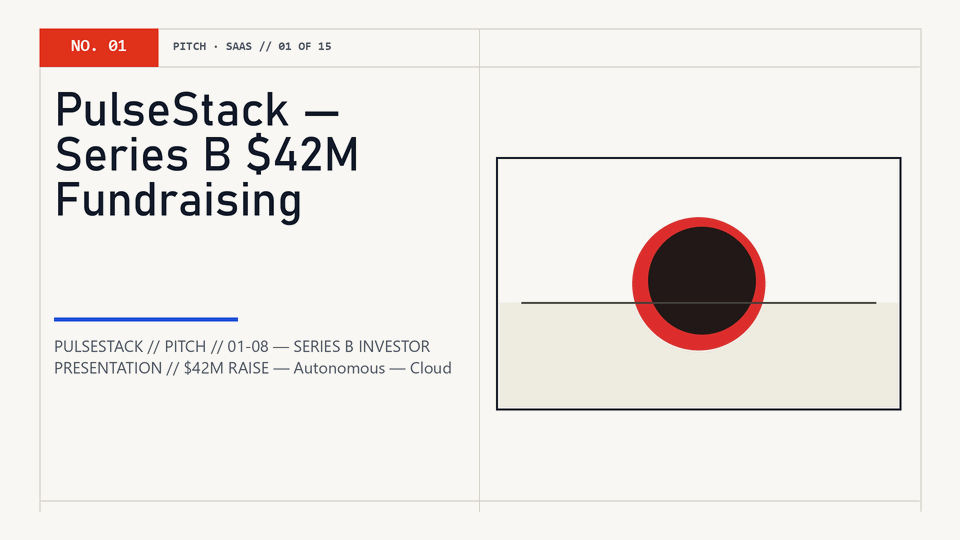 NO. 01
PITCH · SAAS // 01 OF 15
PulseStack —
Series B $42M
Fundraising
PULSESTACK // PITCH // 01-08 — SERIES B INVESTOR
PRESENTATION // $42M RAISE — Autonomous — Cloud